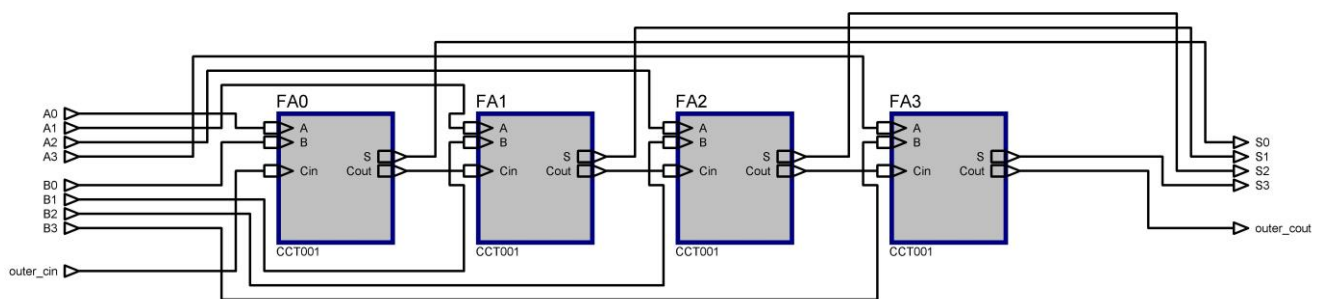 FA0
FA1
FA2
FA3
A0
A1
A2
A3
B0
B1
B2
B3
outer_cin
A
B
Cin
S
Cout
CCT001
A
B
Cin
S
Cout
CCT001
A
B
Cin
S
Cout
CCT001
A
B
Cin
S
Cout
CCT001
S0
S1
S2
S3
outer_cout